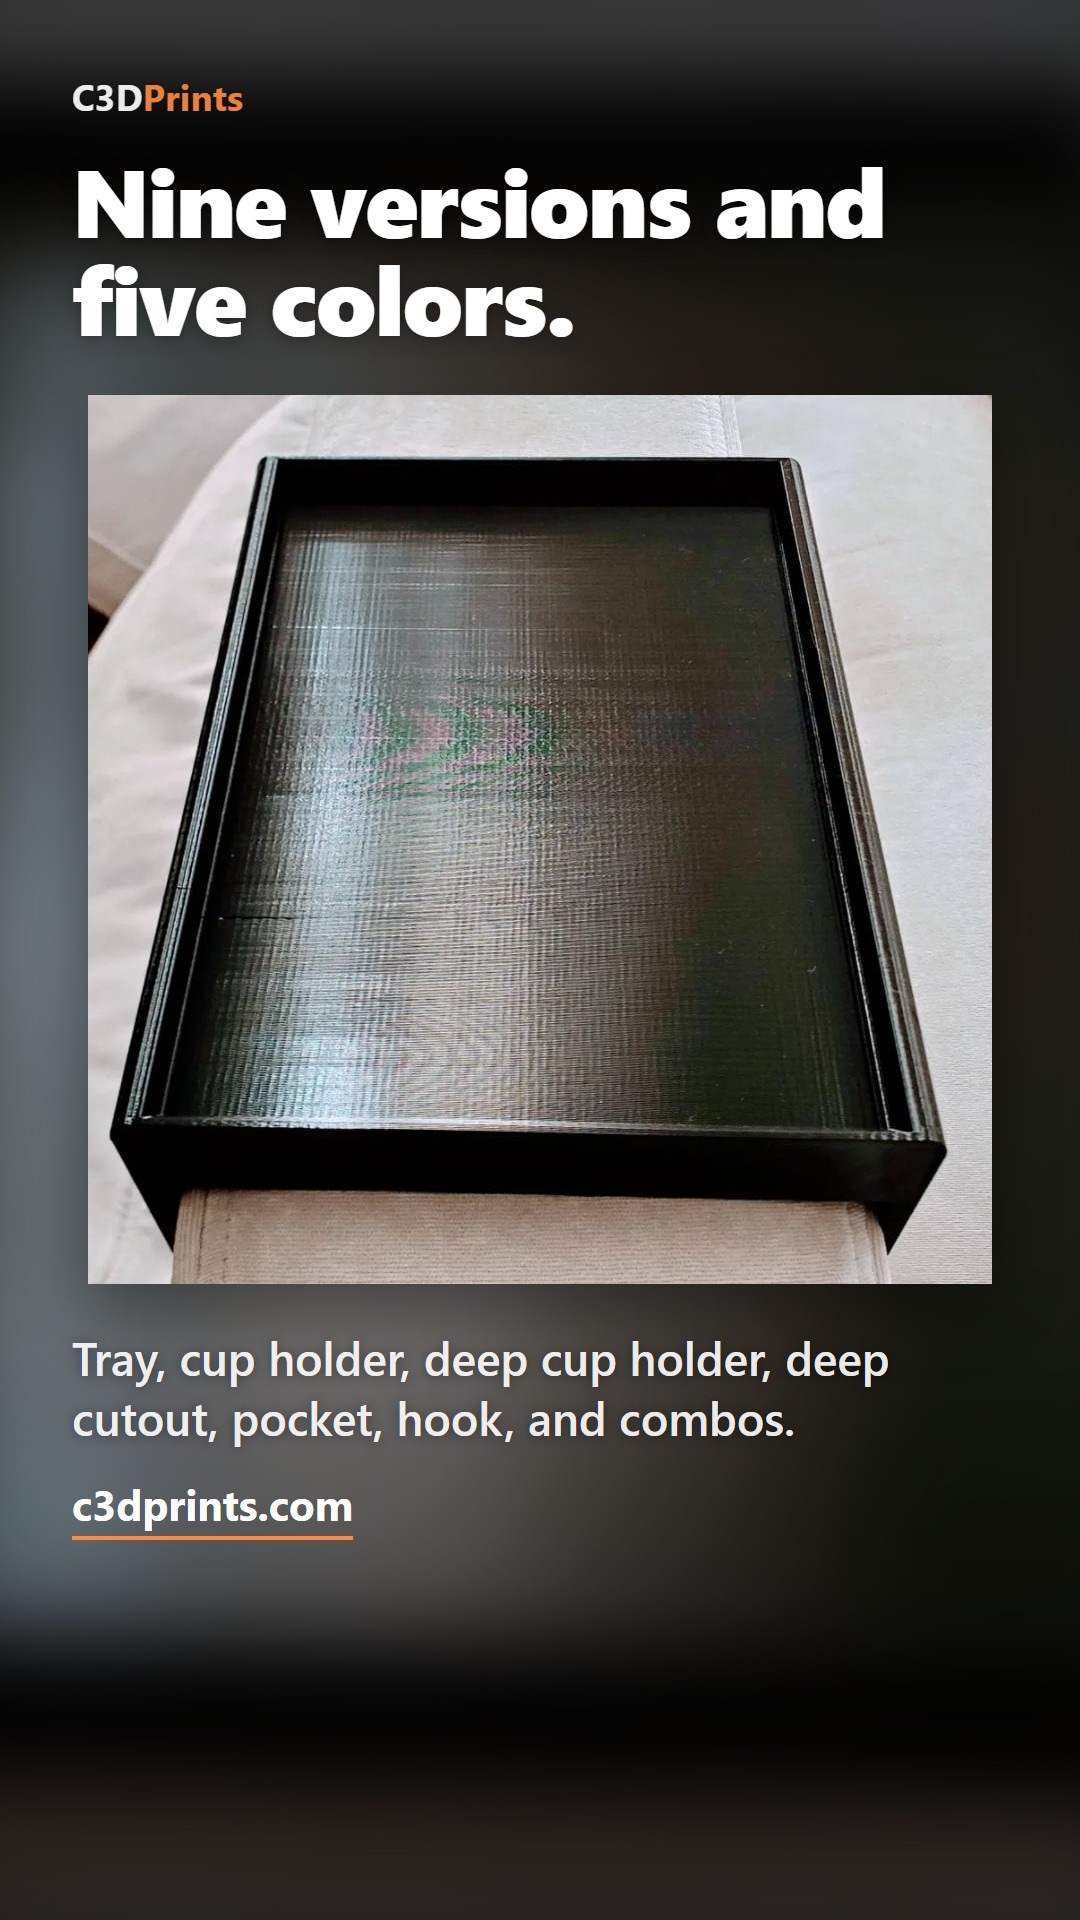 C3DPrints
Nine versions and
five colors.
Tray, cup holder, deep cup holder, deep
cutout, pocket, hook, and combos.
c3dprints.com